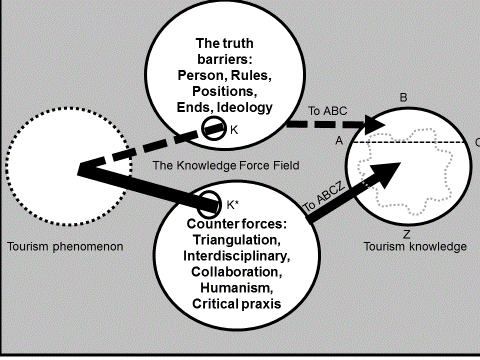 The truth
barriers:
Person, Rules,
Positions,
Ends, Ideology
K
To ABC
B
A
C
The Knowledge Force Field
K*
To ABCZ
Counter forces:
Triangulation,
Interdisciplinary,
Collaboration,
Humanism,
Critical praxis
Z
Tourism phenomenon
Tourism knowledge